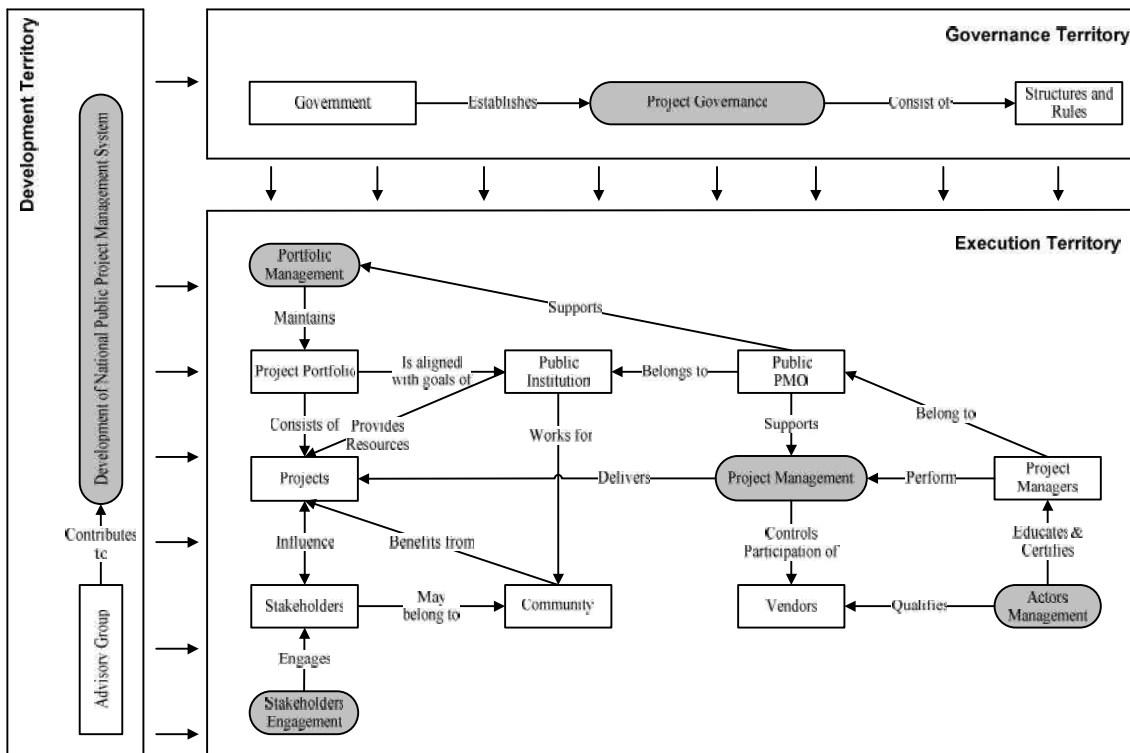 Development Territory
Development of National Public Project Management System
Contributes
to
Advisory Group
Governance Territory
Government
Establishes
Project Governance
Consist of
Structures and
Rules
Execution Territory
Portfolio
Management
Supports
Maintains
Project Portfolio
Is aligned
with goals of
Public
Institution
Belongs to
Public
PMO
Belong to
Consists of
Provides
Resources
Works for
Supports
Projects
Delivers
Project Management
Perform
Project
Managers
Influence
Benefits from
Controls
Participation of
Educates &
Certifies
Stakeholders
May
belong to
Community
Vendors
Qualifies
Actors
Management
Engages
Stakeholders
Engagement